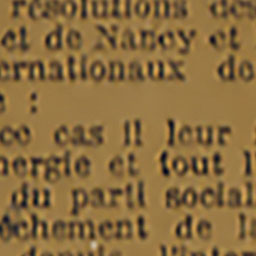 résolutions des
et de Nancy et
ernationaux de
e :
ce cas il leur
nergie et tout l'
du parti social
êchement de la
depuis l'inter